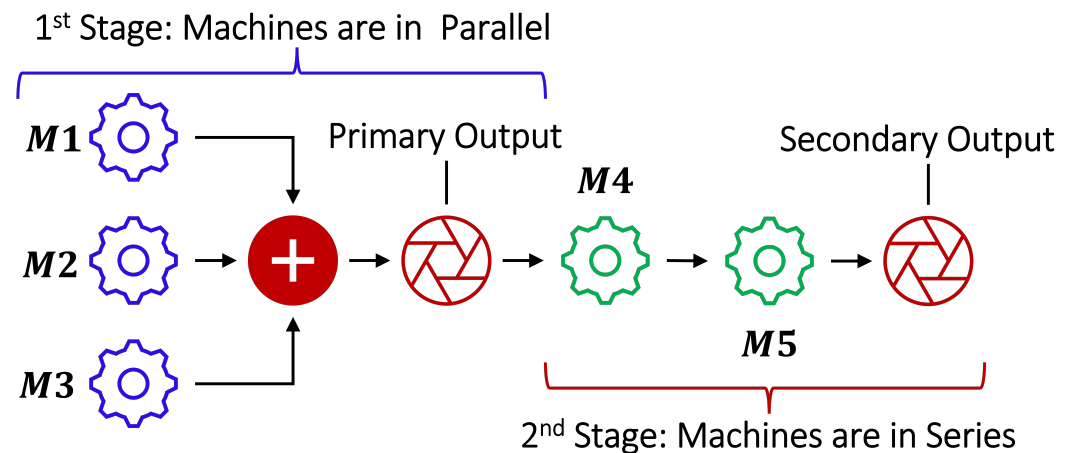 1st Stage: Machines are in Parallel
M1
Primary Output
Secondary Output
M4
M2
M5
M3
2nd Stage: Machines are in Series